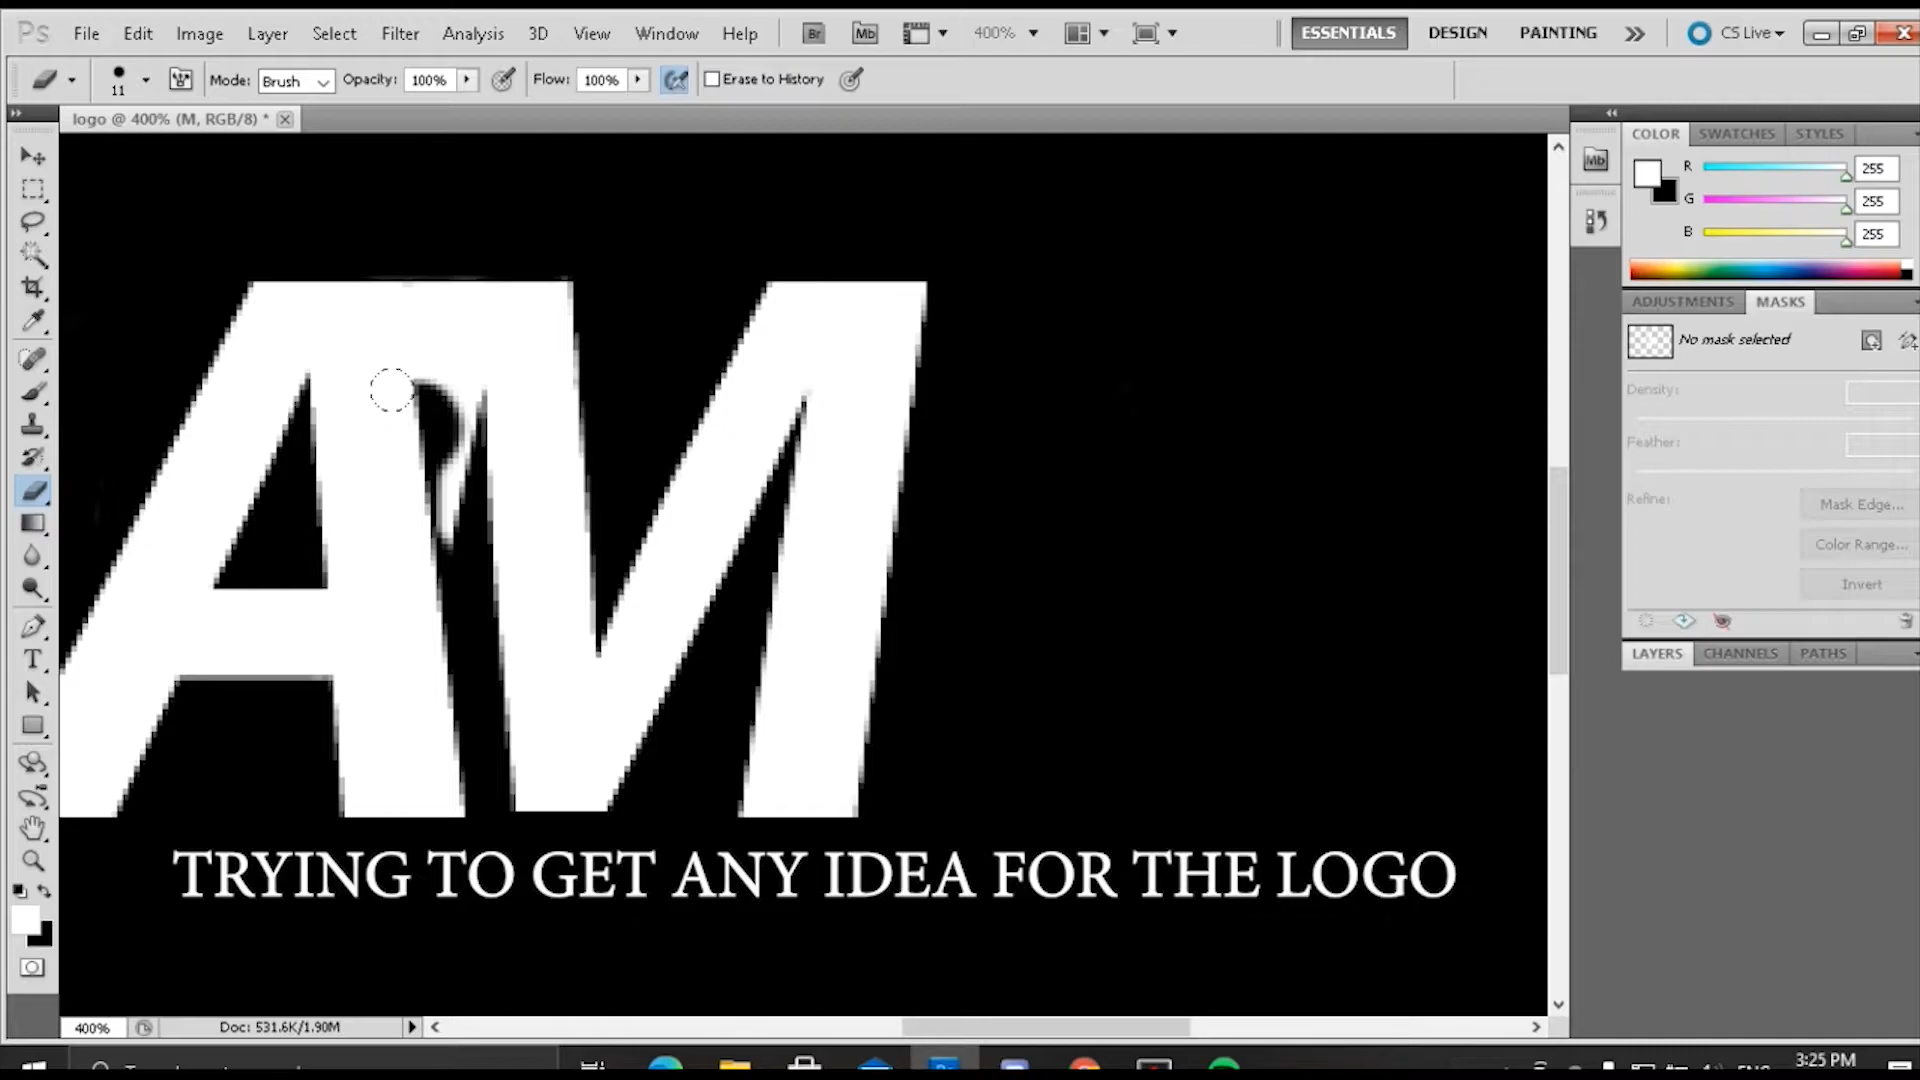 Ps File Edit Image Layer Select Filter Analysis 3D View Window Help Br Mb 400% ESSENTIALS DESIGN PAINTING CS Live
11 Mode: Brush Opacity: 100% Flow: 100% Erase to History
logo @ 400% (M, RGB/8) *
COLOR SWATCHES STYLES
Mb
R 255
G 255
B 255
ADJUSTMENTS MASKS
No mask selected
Density:
Feather:
Refine:
Mask Edge...
Color Range...
Invert
LAYERS CHANNELS PATHS
AM
TRYING TO GET ANY IDEA FOR THE LOGO
400% Doc: 531.6K/1.90M
3:25 PM